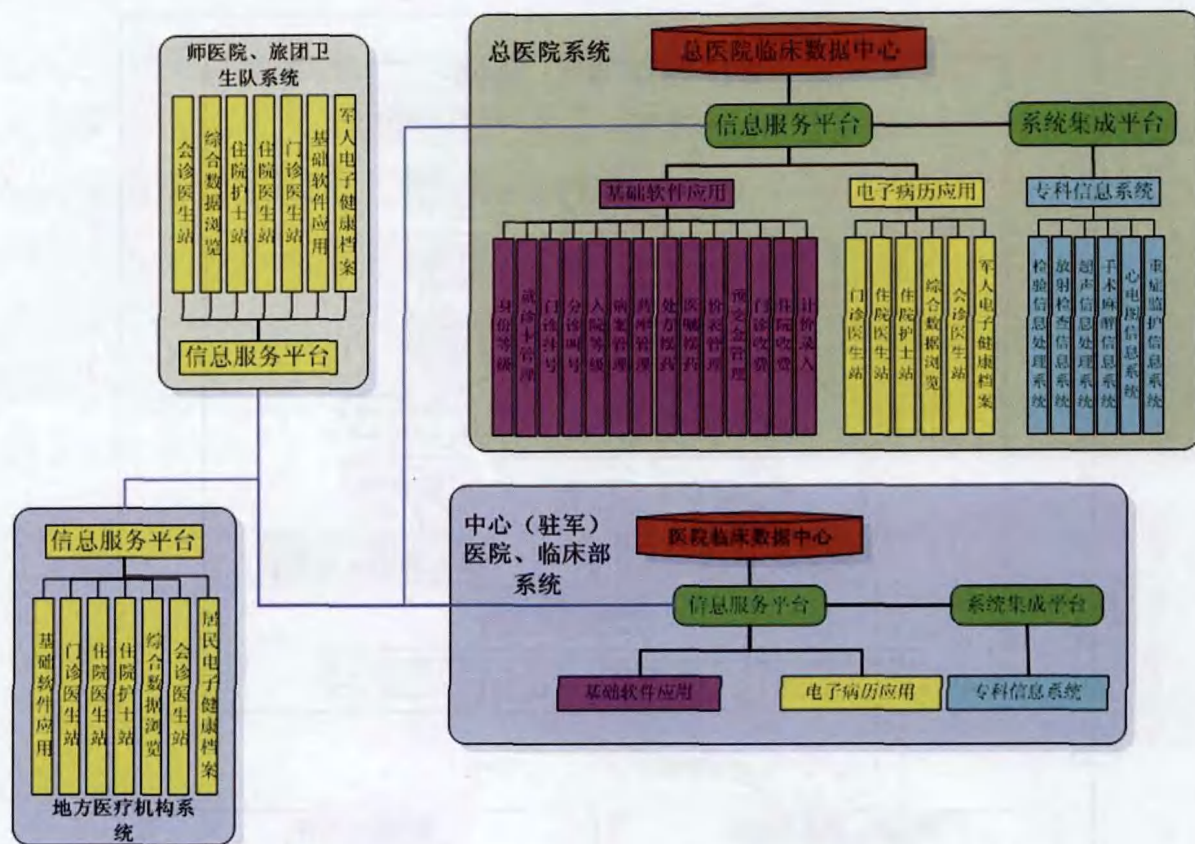 师医院、旅团卫
生队系统
会诊医生站
综合数据浏览
住院护士站
住院医生站
门诊医生站
基础软件应用
军人电子健康档案
信息服务平台
总医院系统
总医院临床数据中心
信息服务平台
系统集成平台
基础软件应用
电子病历应用
专科信息系统
身份等级
就诊卡管理
门诊挂号
分诊叫号
入院等级
病案管理
药库管理
处方摆药
医嘱摆药
价表管理
预交金管理
门诊收费
住院收费
计价录入
门诊医生站
住院医生站
住院护士站
综合数据浏览
会诊医生站
军人电子健康档案
检验信息处理系统
放射检查信息系统
超声信息处理系统
手术麻醉信息系统
心电图信息系统
重症监护信息系统
信息服务平台
基础软件应用
门诊医生站
住院医生站
住院护士站
综合数据浏览
会诊医生站
居民电子健康档案
地方医疗机构系
统
中心（驻军）
医院、临床部
系统
医院临床数据中心
信息服务平台
系统集成平台
基础软件应用
电子病历应用
专科信息系统